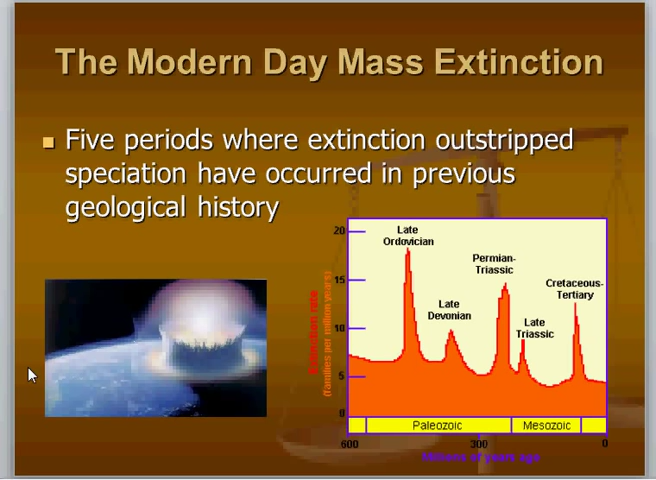 The Modern Day Mass Extinction
Five periods where extinction outstripped
speciation have occurred in previous
geological history
20
15
10
5
0
Extinction rate
(families per million years)
Late
Ordovician
Late
Devonian
Permian-
Triassic
Late
Triassic
Cretaceous-
Tertiary
Paleozoic
Mesozoic
600
300
0
Millions of years ago